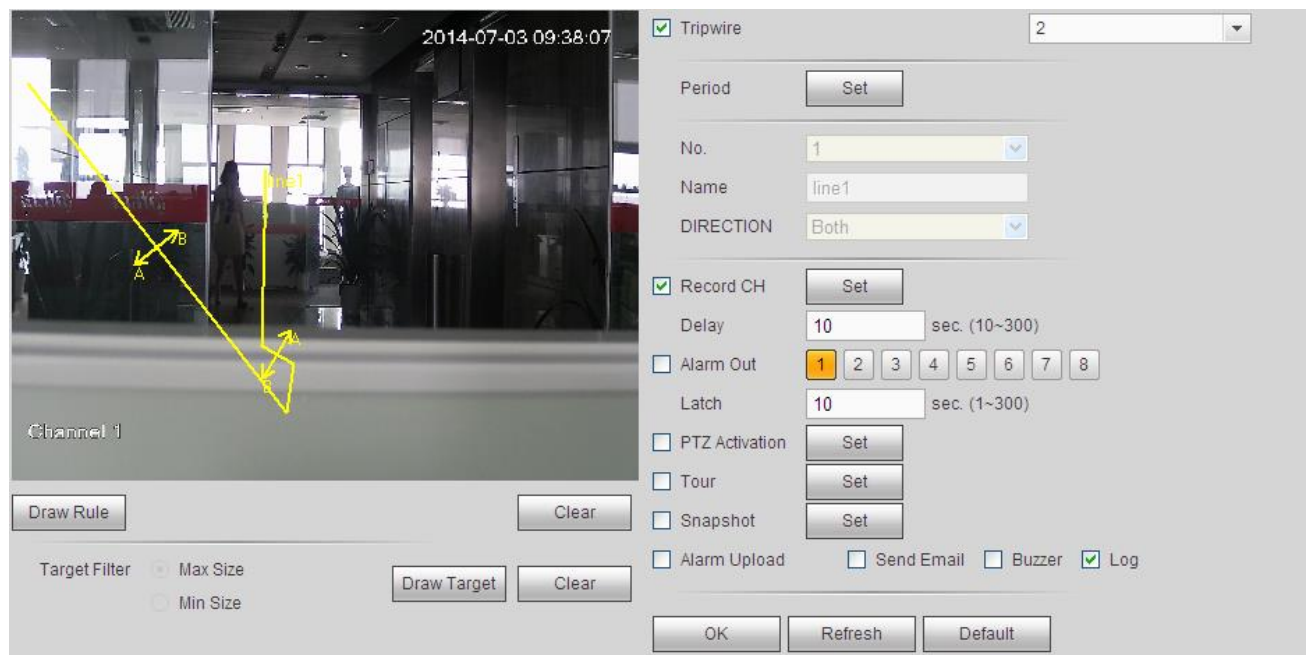 2014-07-03 09:38:07
line1
B
A
A
B
Channel 1
Draw Rule
Clear
Target Filter
Max Size
Min Size
Draw Target
Clear
Tripwire
2
Period
Set
No.
1
Name
line1
DIRECTION
Both
Record CH
Set
Delay
10
sec. (10~300)
Alarm Out
1 2 3 4 5 6 7 8
Latch
10
sec. (1~300)
PTZ Activation
Set
Tour
Set
Snapshot
Set
Alarm Upload
Send Email
Buzzer
Log
OK
Refresh
Default